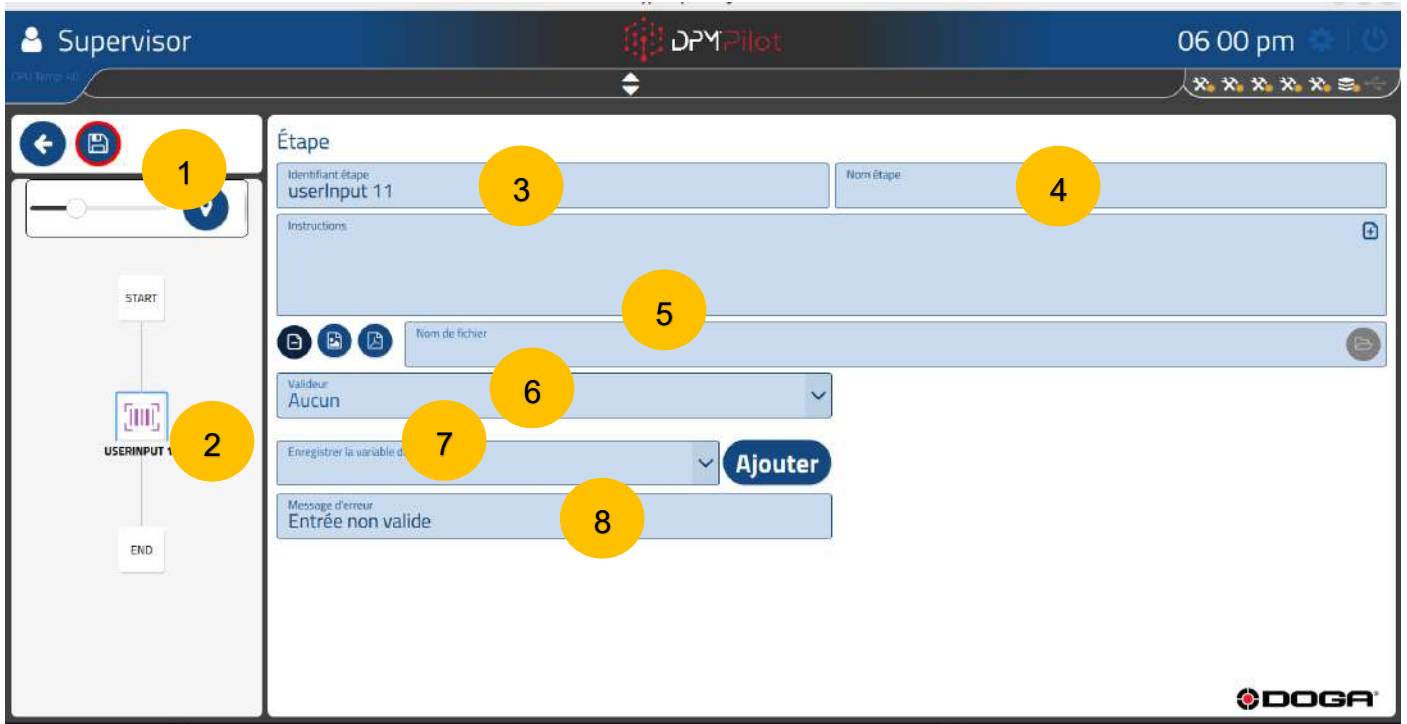 Supervisor
DPMPilot
06 00 pm
1
Étape
Identifiant étape
userInput 11
3
Nom étape
4
Instructions
START
5
Nom de fichier
Valideur
Aucun
6
USERINPUT 1
2
Enregistrer la variable d
7
Ajouter
Message d'erreur
Entrée non valide
8
END
DOGA